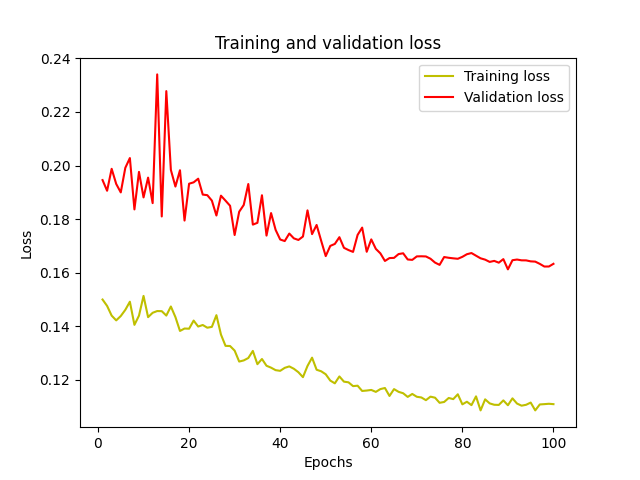 Training and validation loss
Training loss
Validation loss
0.24
0.22
0.20
0.18
0.16
0.14
0.12
Loss
0 20 40 60 80 100
Epochs